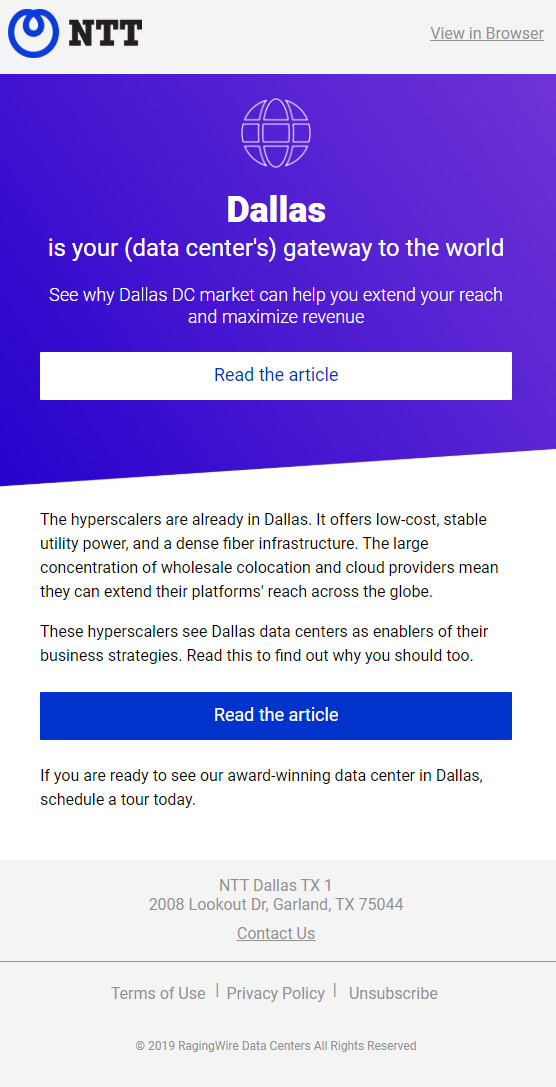 NTT
View in Browser
Dallas
is your (data center's) gateway to the world
See why Dallas DC market can help you extend your reach
and maximize revenue
Read the article
The hyperscalers are already in Dallas. It offers low-cost, stable
utility power, and a dense fiber infrastructure. The large
concentration of wholesale colocation and cloud providers mean
they can extend their platforms' reach across the globe.
These hyperscalers see Dallas data centers as enablers of their
business strategies. Read this to find out why you should too.
Read the article
If you are ready to see our award-winning data center in Dallas,
schedule a tour today.
NTT Dallas TX 1
2008 Lookout Dr, Garland, TX 75044
Contact Us
Terms of Use | Privacy Policy | Unsubscribe
© 2019 RagingWire Data Centers All Rights Reserved